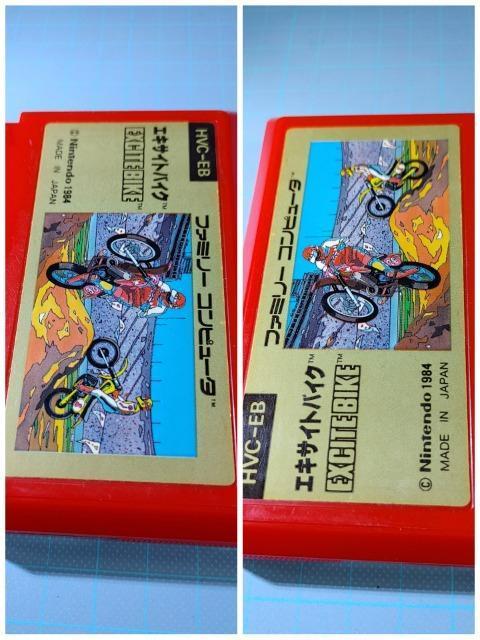 HVC-EB
エキサイトバイク™
EXCITEBIKE™
© Nintendo 1984
MADE IN JAPAN
ファミリー コンピュータ™
ファミリー コンピュータ™
HVC-EB
エキサイトバイク™
EXCITEBIKE™
© Nintendo 1984
MADE IN JAPAN